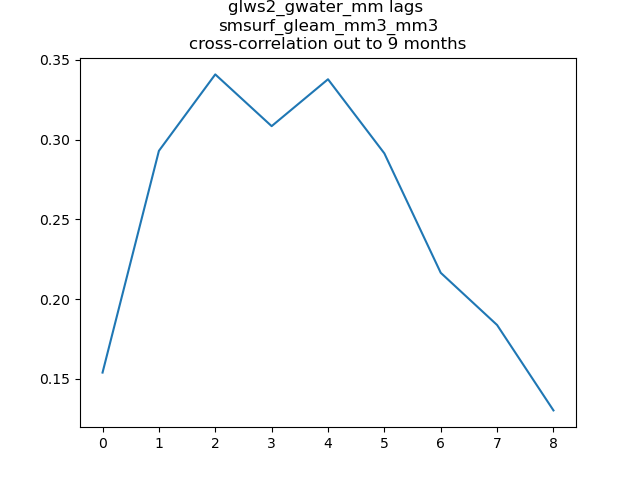 glws2_gwater_mm lags
smsurf_gleam_mm3_mm3
cross-correlation out to 9 months
0.35
0.30
0.25
0.20
0.15
0 1 2 3 4 5 6 7 8